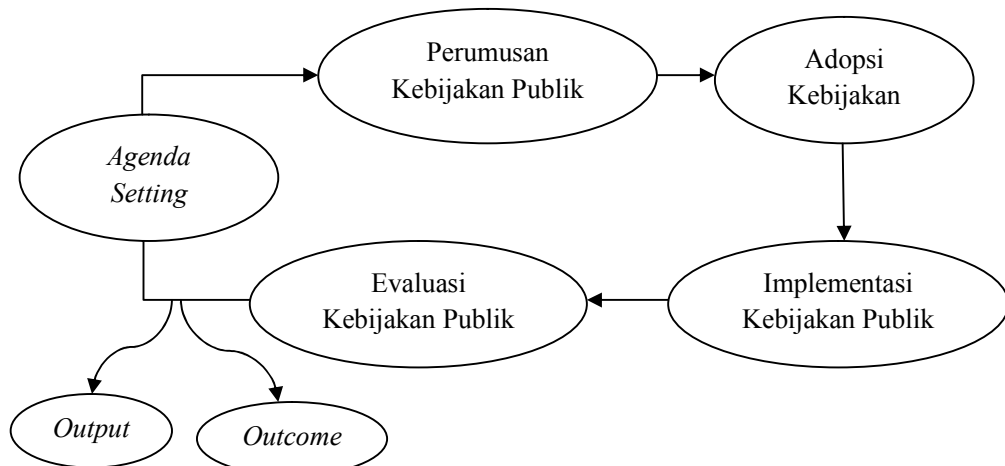 Perumusan
Kebijakan Publik
Adopsi
Kebijakan
Agenda
Setting
Evaluasi
Kebijakan Publik
Implementasi
Kebijakan Publik
Output
Outcome